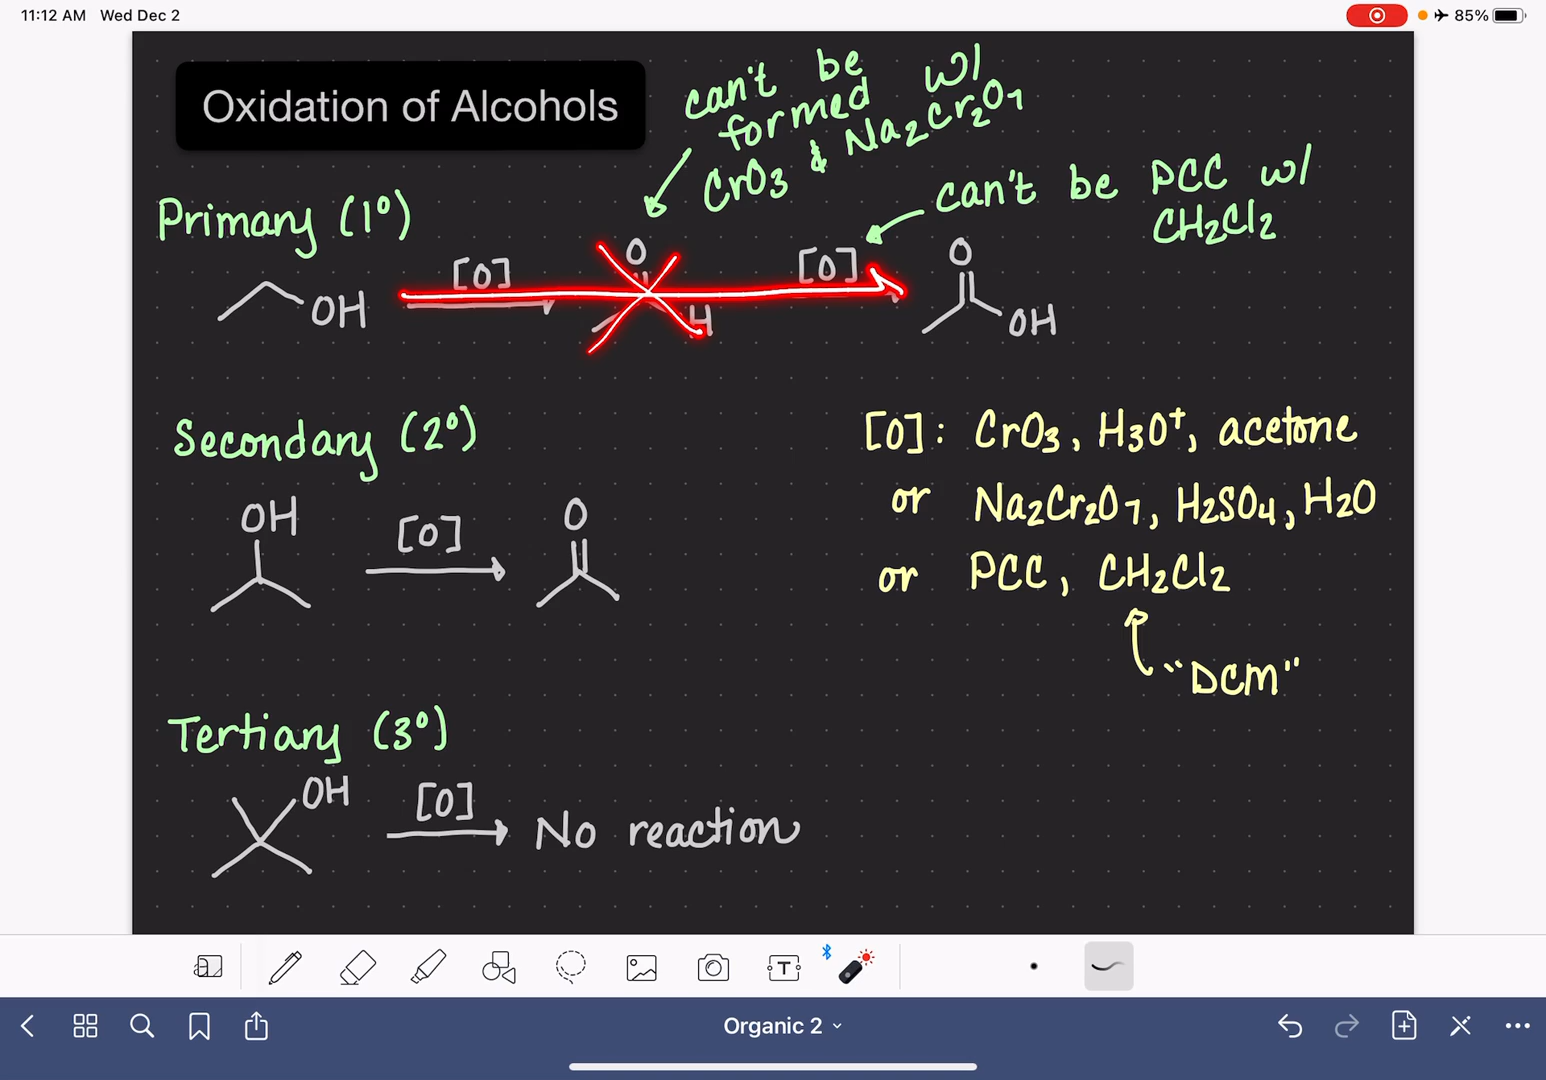 11:12 AM Wed Dec 2
85%
Oxidation of Alcohols
can't be
formed w/
CrO3 & Na2Cr2O7
can't be PCC w/
CH2Cl2
Primary (1°)
OH
[O]
O
H
[O]
O
OH
Secondary (2°)
OH
[O]
O
[O]: CrO3, H3O+, acetone
or Na2Cr2O7, H2SO4, H2O
or PCC, CH2Cl2
"DCM"
Tertiary (3°)
OH
[O]
No reaction
a
T
Organic 2